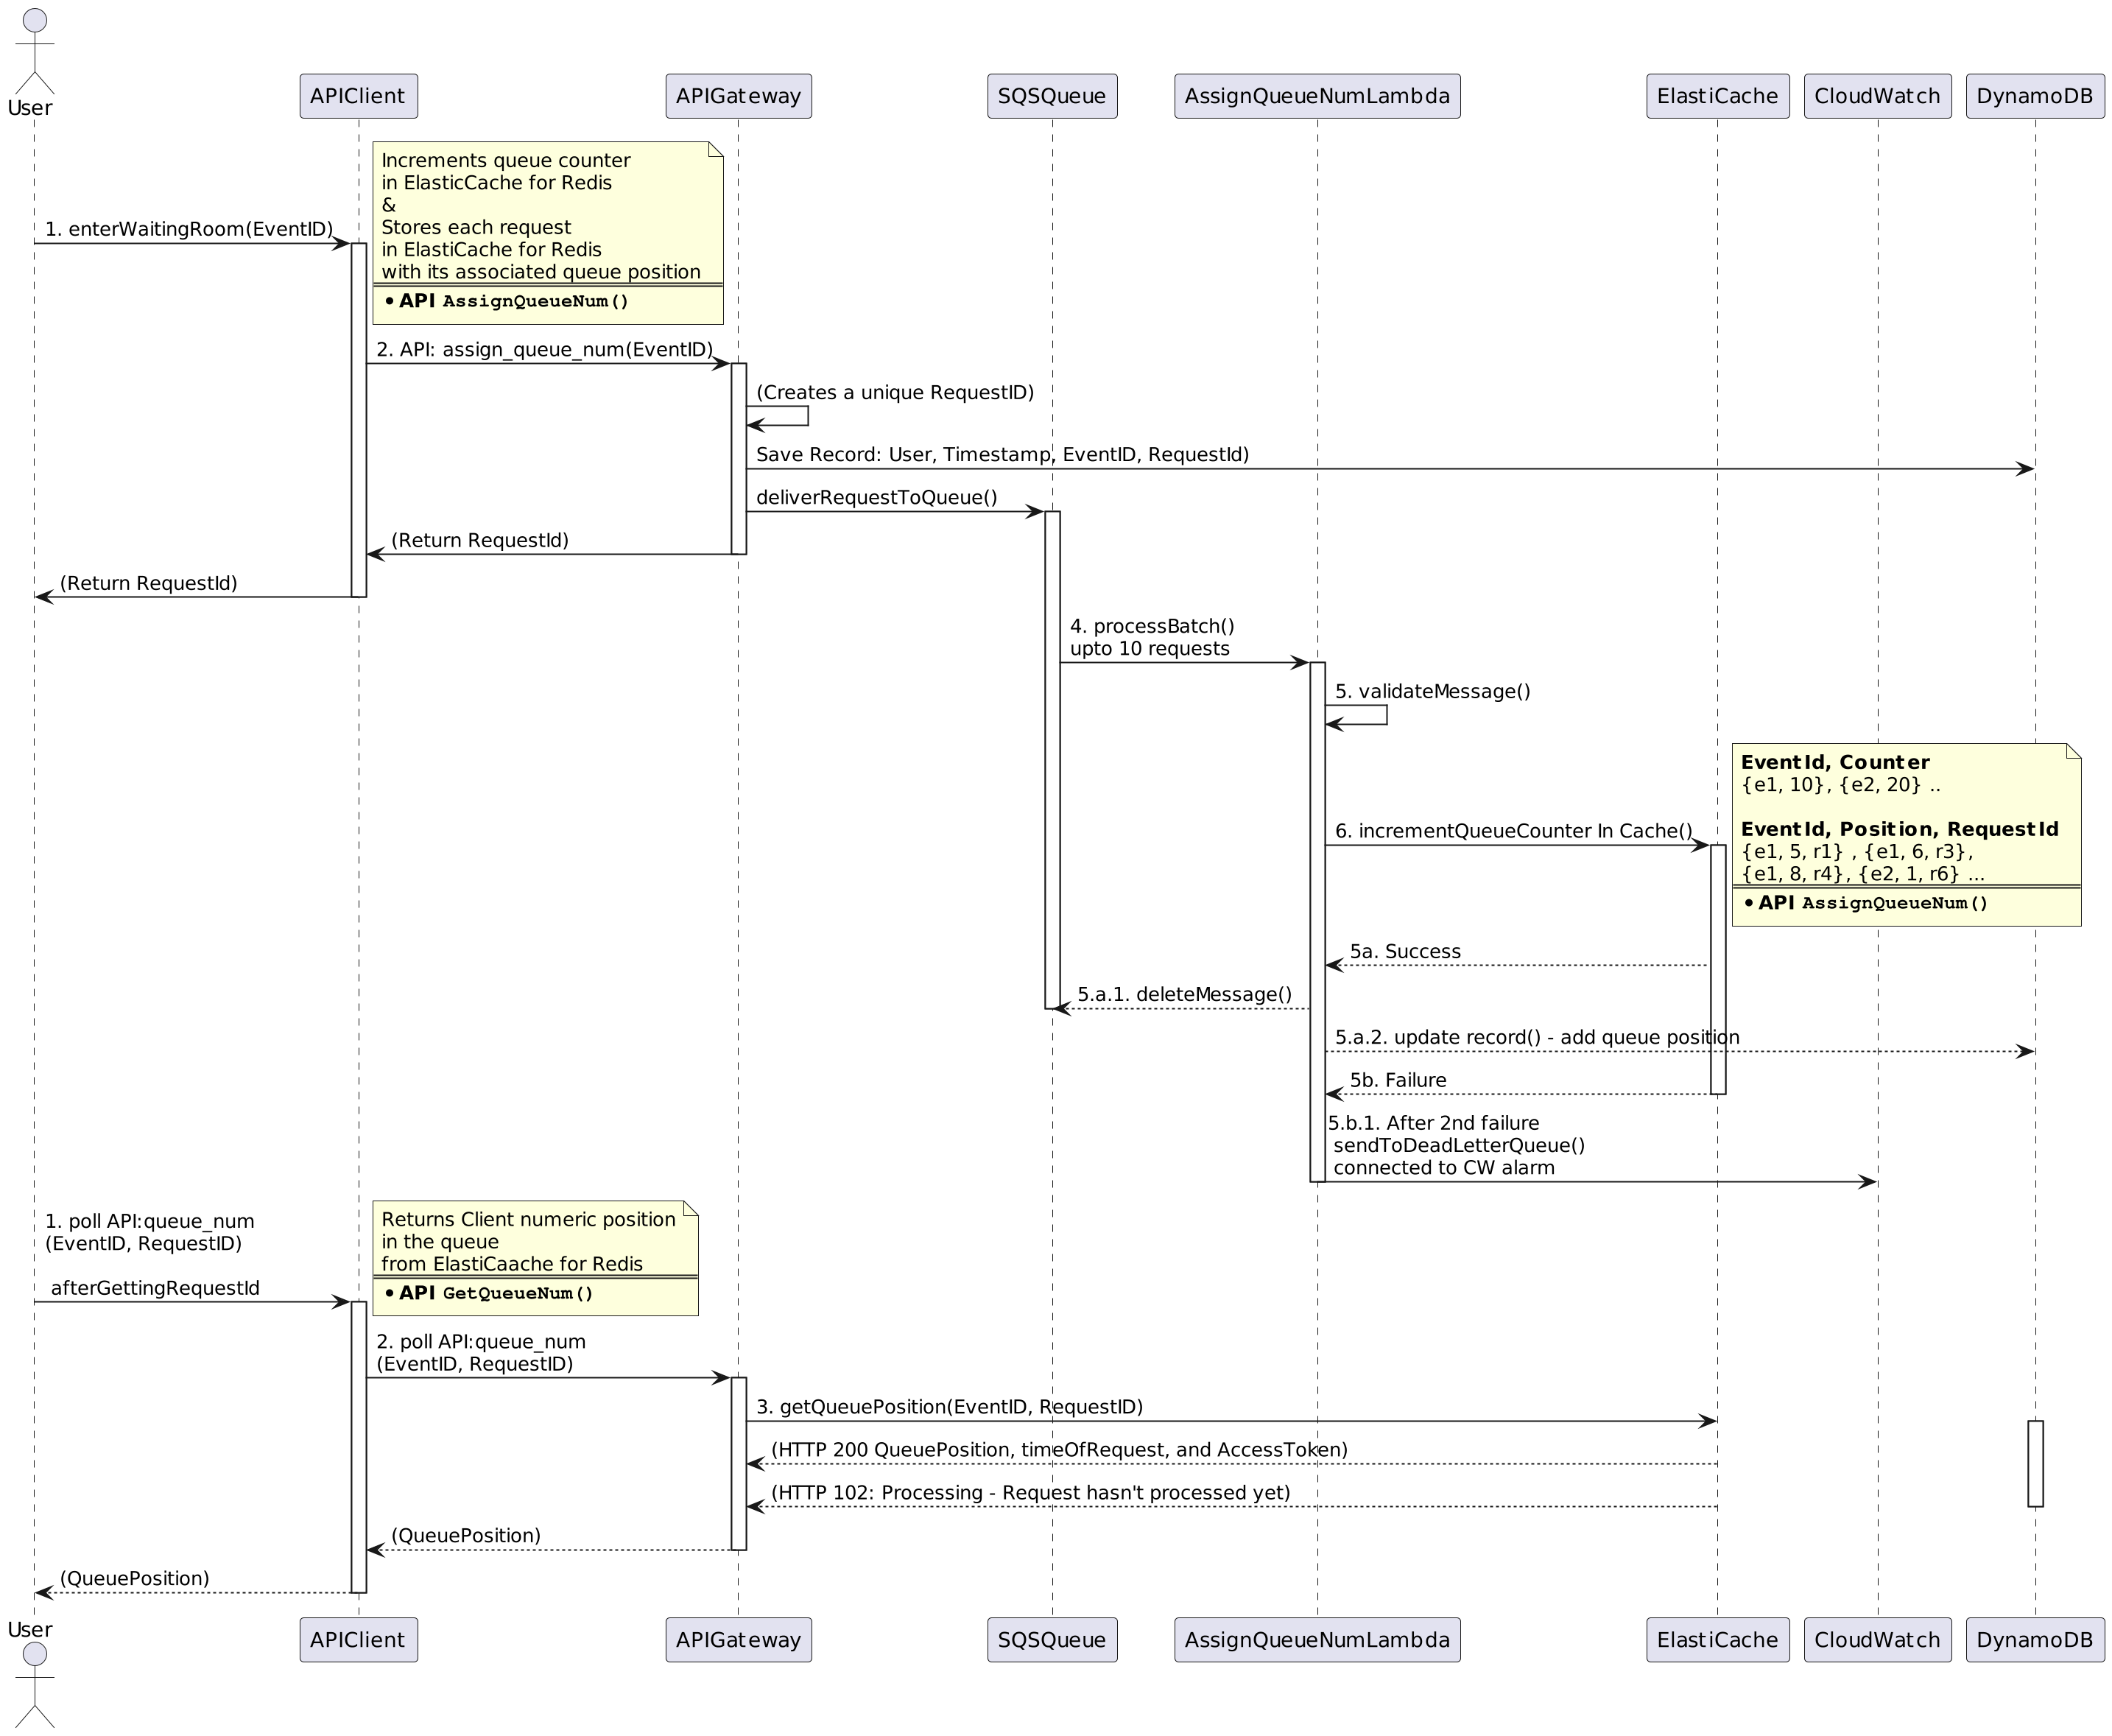 User
APIClient
APIGateway
SQSQueue
AssignQueueNumLambda
ElastiCache
CloudWatch
DynamoDB
Increments queue counter
in ElasticCache for Redis
&
Stores each request
in ElastiCache for Redis
with its associated queue position
• API AssignQueueNum()
1. enterWaitingRoom(EventID)
2. API: assign_queue_num(EventID)
(Creates a unique RequestID)
Save Record: User, Timestamp, EventID, RequestId)
deliverRequestToQueue()
(Return RequestId)
(Return RequestId)
4. processBatch()
upto 10 requests
5. validateMessage()
EventId, Counter
{e1, 10}, {e2, 20} ..
EventId, Position, RequestId
{e1, 5, r1} , {e1, 6, r3},
{e1, 8, r4}, {e2, 1, r6} ...
• API AssignQueueNum()
6. incrementQueueCounter In Cache()
5a. Success
5.a.1. deleteMessage()
5.a.2. update record() - add queue position
5b. Failure
5.b.1. After 2nd failure
sendToDeadLetterQueue()
connected to CW alarm
1. poll API:queue_num
(EventID, RequestID)
afterGettingRequestId
Returns Client numeric position
in the queue
from ElastiCaache for Redis
• API GetQueueNum()
2. poll API:queue_num
(EventID, RequestID)
3. getQueuePosition(EventID, RequestID)
(HTTP 200 QueuePosition, timeOfRequest, and AccessToken)
(HTTP 102: Processing - Request hasn't processed yet)
(QueuePosition)
(QueuePosition)
User
APIClient
APIGateway
SQSQueue
AssignQueueNumLambda
ElastiCache
CloudWatch
DynamoDB